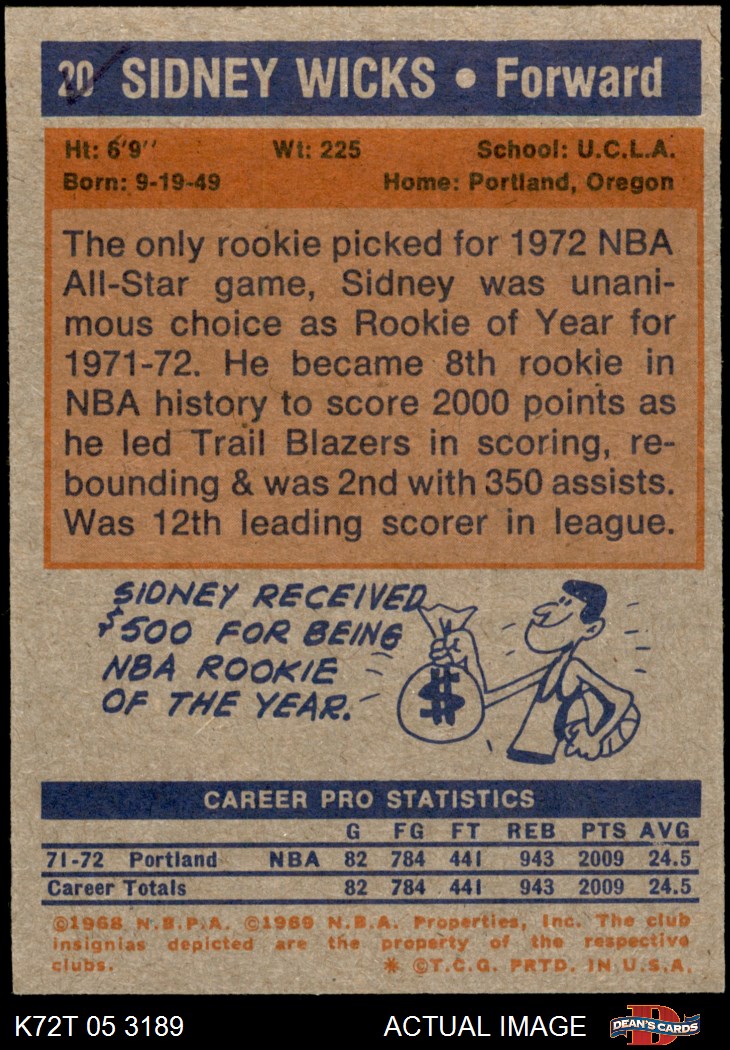 20 SIDNEY WICKS • Forward
Ht: 6'9'' Wt: 225 School: U.C.L.A.
Born: 9-19-49 Home: Portland, Oregon
The only rookie picked for 1972 NBA
All-Star game, Sidney was unani-
mous choice as Rookie of Year for
1971-72. He became 8th rookie in
NBA history to score 2000 points as
he led Trail Blazers in scoring, re-
bounding & was 2nd with 350 assists.
Was 12th leading scorer in league.
SIDNEY RECEIVED
$500 FOR BEING
NBA ROOKIE
OF THE YEAR.
$
CAREER PRO STATISTICS
G FG FT REB PTS AVG
71-72 Portland NBA 82 784 441 943 2009 24.5
Career Totals 82 784 441 943 2009 24.5
©1968 N.B.P.A. ©1969 N.B.A. Properties, Inc. The club
insignias depicted are the property of the respective
clubs. * ©T.C.G. PRTD. IN U.S.A.
K72T 05 3189 ACTUAL IMAGE D DEAN'S CARDS